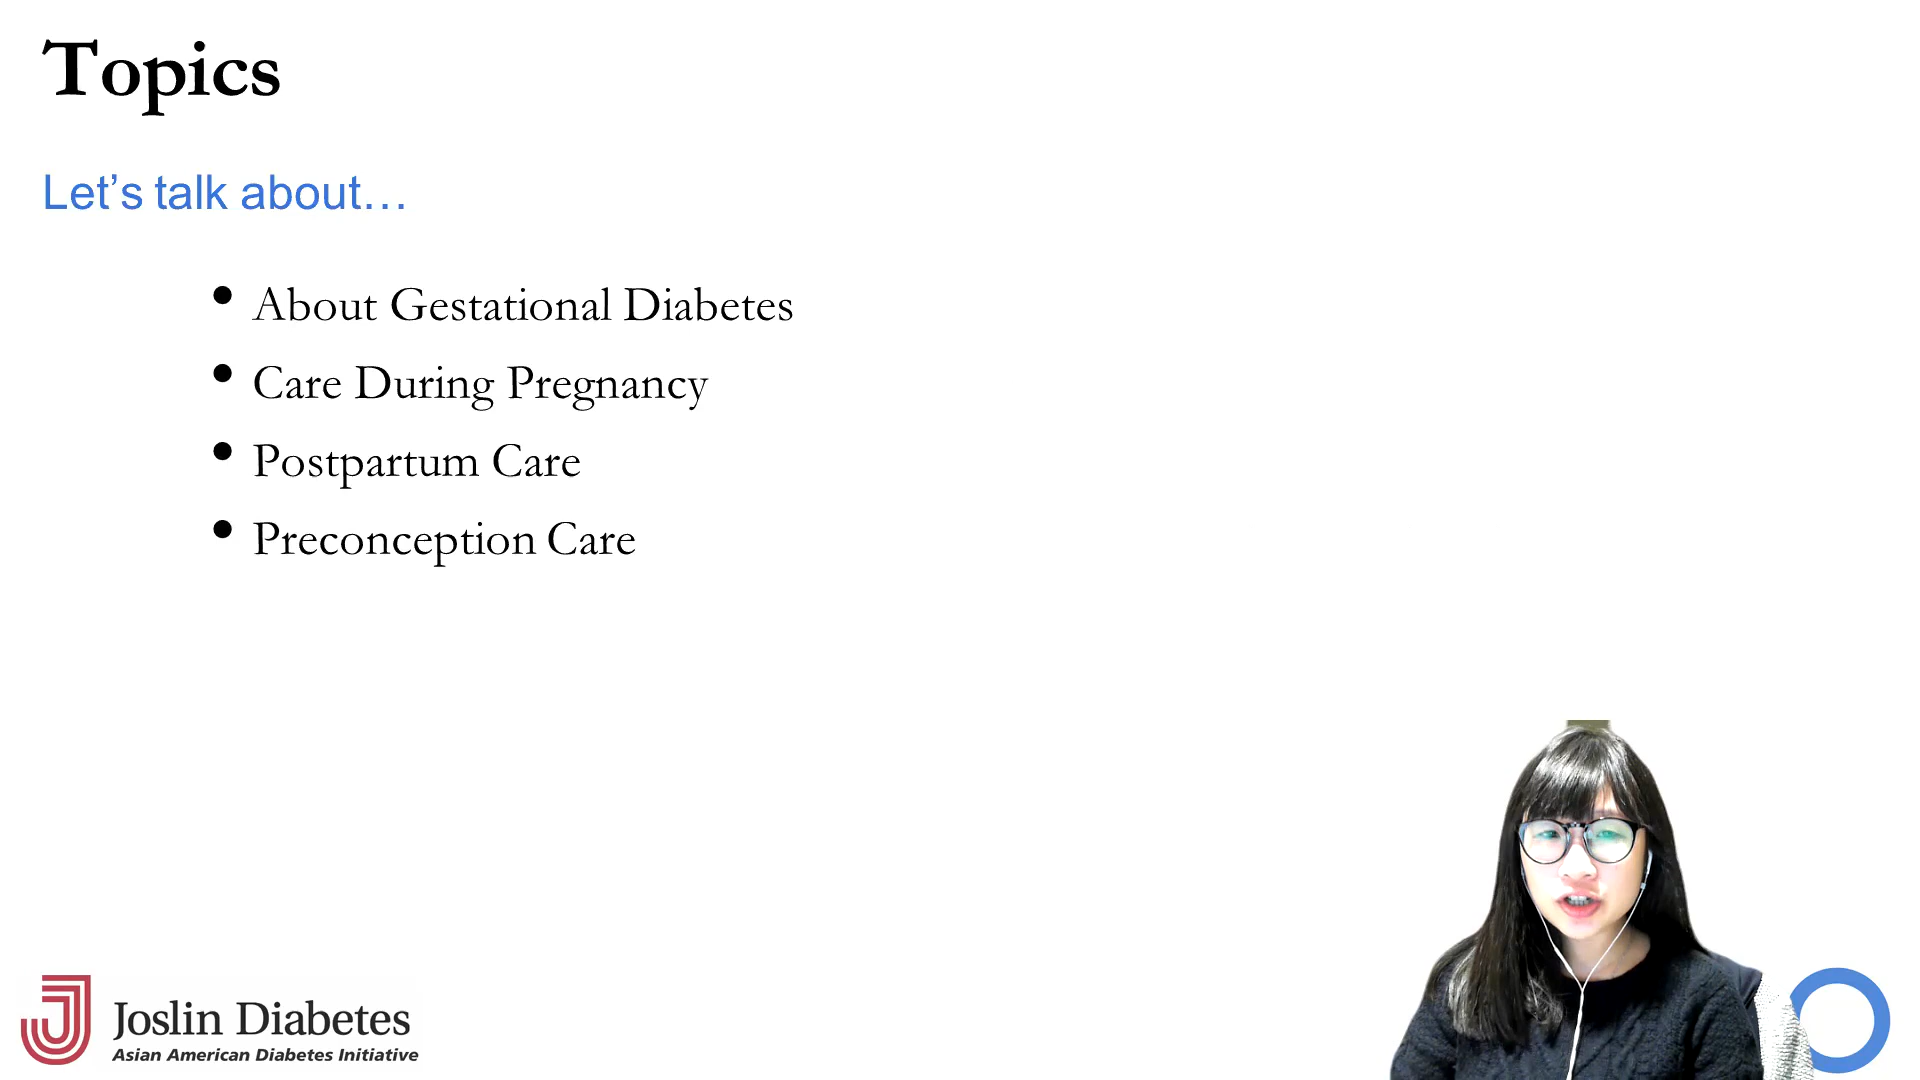 Topics
Let’s talk about…
• About Gestational Diabetes
• Care During Pregnancy
• Postpartum Care
• Preconception Care
Joslin Diabetes
Asian American Diabetes Initiative